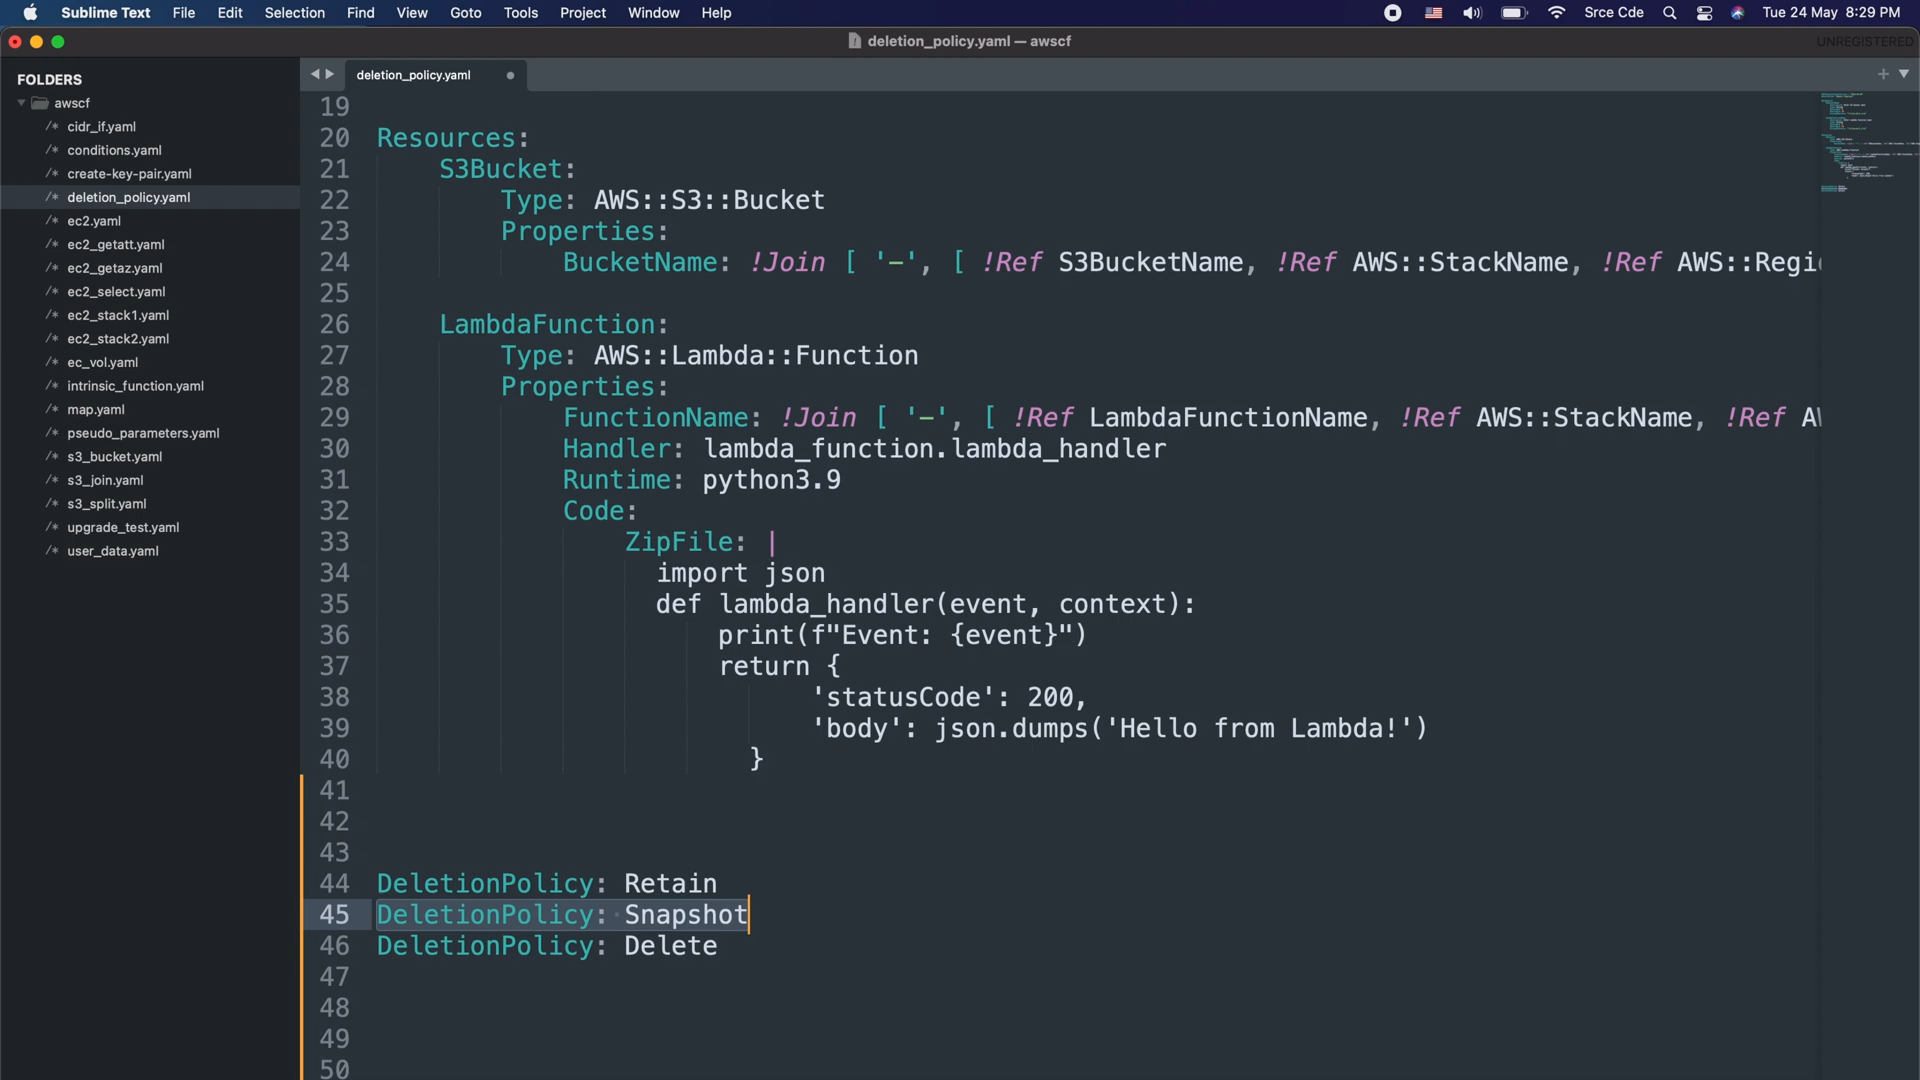 Sublime Text File Edit Selection Find View Goto Tools Project Window Help Srce Cde Tue 24 May 8:29 PM
deletion_policy.yaml — awscf UNREGISTERED
FOLDERS
awscf
/* cidr_if.yaml
/* conditions.yaml
/* create-key-pair.yaml
/* deletion_policy.yaml
/* ec2.yaml
/* ec2_getatt.yaml
/* ec2_getaz.yaml
/* ec2_select.yaml
/* ec2_stack1.yaml
/* ec2_stack2.yaml
/* ec_vol.yaml
/* intrinsic_function.yaml
/* map.yaml
/* pseudo_parameters.yaml
/* s3_bucket.yaml
/* s3_join.yaml
/* s3_split.yaml
/* upgrade_test.yaml
/* user_data.yaml
deletion_policy.yaml
19
20 Resources:
21 S3Bucket:
22 Type: AWS::S3::Bucket
23 Properties:
24 BucketName: !Join [ '-', [ !Ref S3BucketName, !Ref AWS::StackName, !Ref AWS::Regi
25
26 LambdaFunction:
27 Type: AWS::Lambda::Function
28 Properties:
29 FunctionName: !Join [ '-', [ !Ref LambdaFunctionName, !Ref AWS::StackName, !Ref A
30 Handler: lambda_function.lambda_handler
31 Runtime: python3.9
32 Code:
33 ZipFile: |
34 import json
35 def lambda_handler(event, context):
36 print(f"Event: {event}")
37 return {
38 'statusCode': 200,
39 'body': json.dumps('Hello from Lambda!')
40 }
41
42
43
44 DeletionPolicy: Retain
45 DeletionPolicy: Snapshot
46 DeletionPolicy: Delete
47
48
49
50